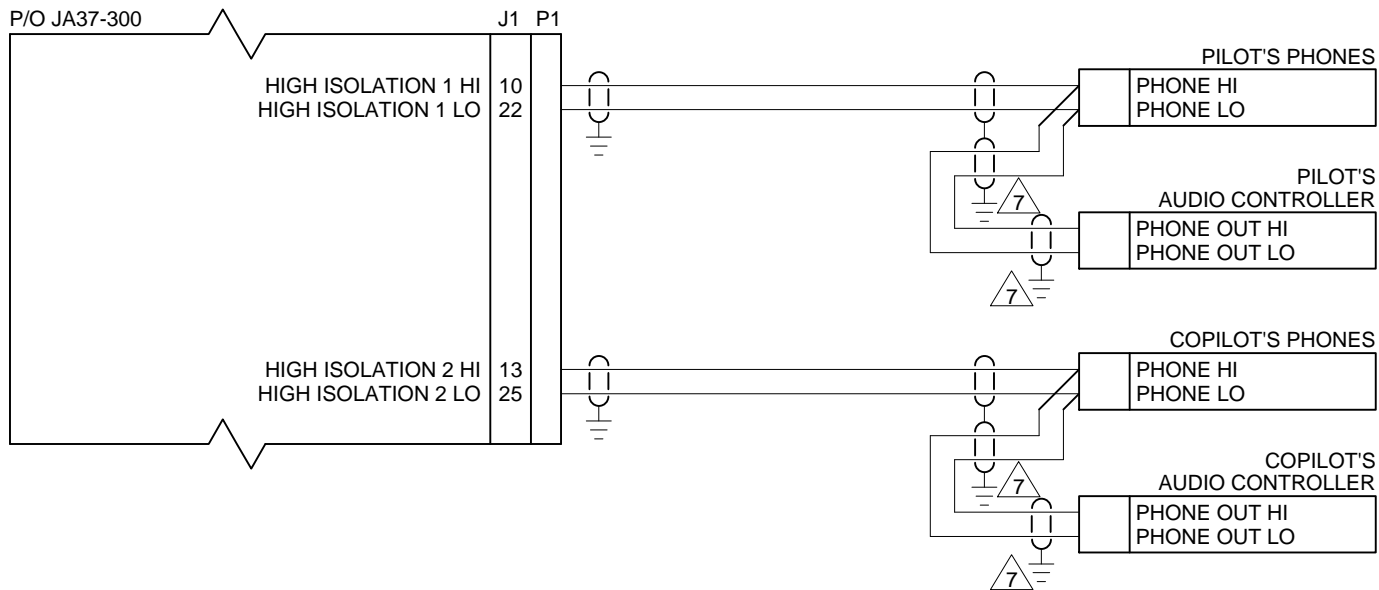 P/O JA37-300
J1 P1
PILOT'S PHONES
HIGH ISOLATION 1 HI 10
PHONE HI
HIGH ISOLATION 1 LO 22
PHONE LO
PILOT'S
AUDIO CONTROLLER
7
PHONE OUT HI
PHONE OUT LO
7
COPILOT'S PHONES
HIGH ISOLATION 2 HI 13
PHONE HI
HIGH ISOLATION 2 LO 25
PHONE LO
COPILOT'S
AUDIO CONTROLLER
7
PHONE OUT HI
PHONE OUT LO
7